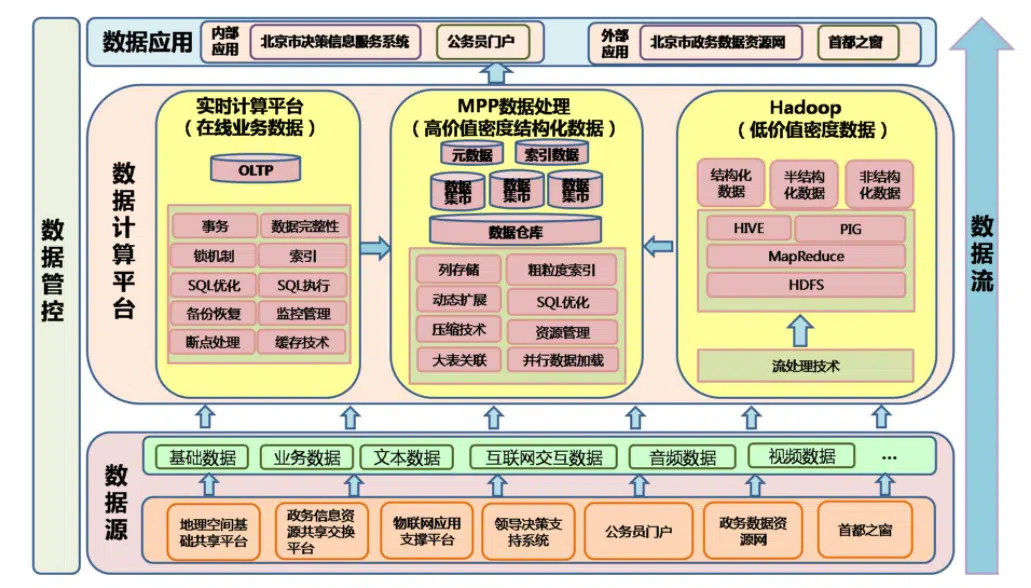 数据管控
数据应用
内部
应用
北京市决策信息服务系统
公务员门户
外部
应用
北京市政务数据资源网
首都之窗
数据计算平台
实时计算平台
（在线业务数据）
OLTP
事务
数据完整性
锁机制
索引
SQL优化
SQL执行
备份恢复
监控管理
断点处理
缓存技术
MPP数据处理
（高价值密度结构化数据）
元数据
索引数据
数据
集市
数据
集市
数据
集市
数据仓库
列存储
粗粒度索引
动态扩展
SQL优化
压缩技术
资源管理
大表关联
并行数据加载
Hadoop
（低价值密度数据）
结构化
数据
半结构
化数据
非结构
化数据
HIVE
PIG
MapReduce
HDFS
流处理技术
数据源
基础数据
业务数据
文本数据
互联网交互数据
音频数据
视频数据
...
地理空间基
础共享平台
政务信息资
源共享交换
平台
物联网应用
支撑平台
领导决策支
持系统
公务员门户
政务数据资
源网
首都之窗
数据流